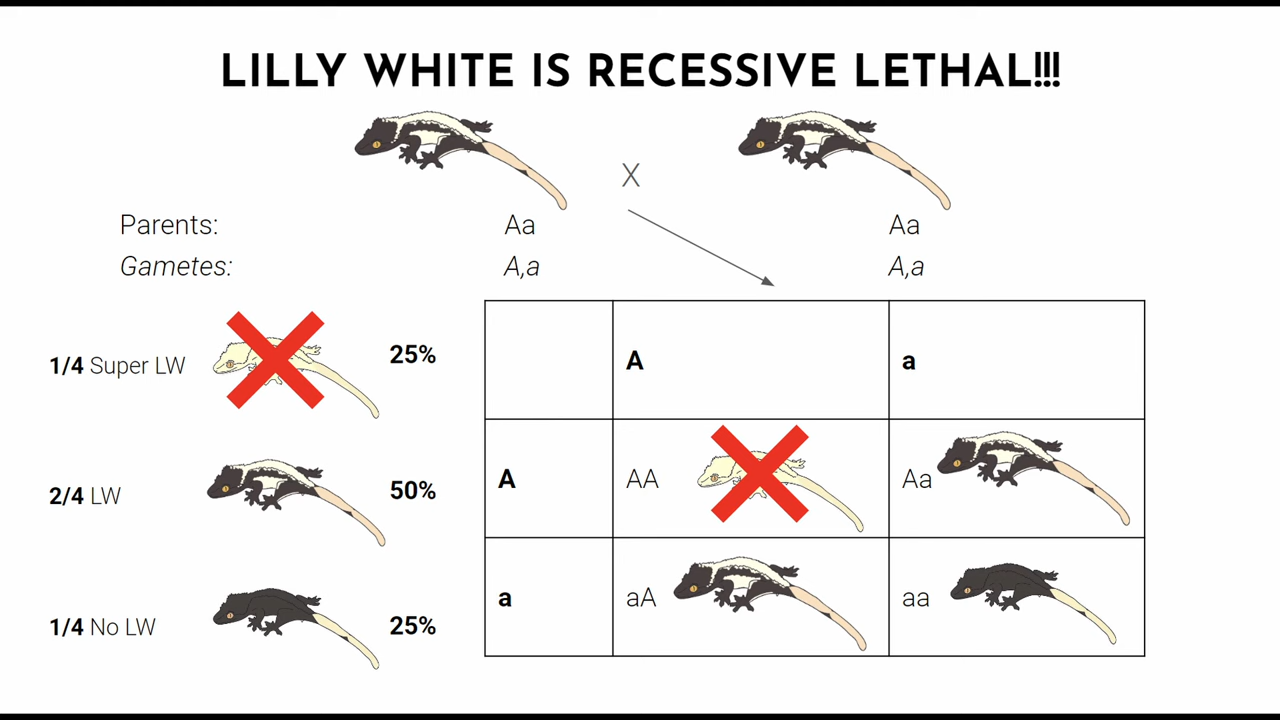 LILLY WHITE IS RECESSIVE LETHAL!!!
X
Parents: Aa Aa
Gametes: A,a A,a
1/4 Super LW 25%
2/4 LW 50%
1/4 No LW 25%
A a
A AA Aa
a aA aa